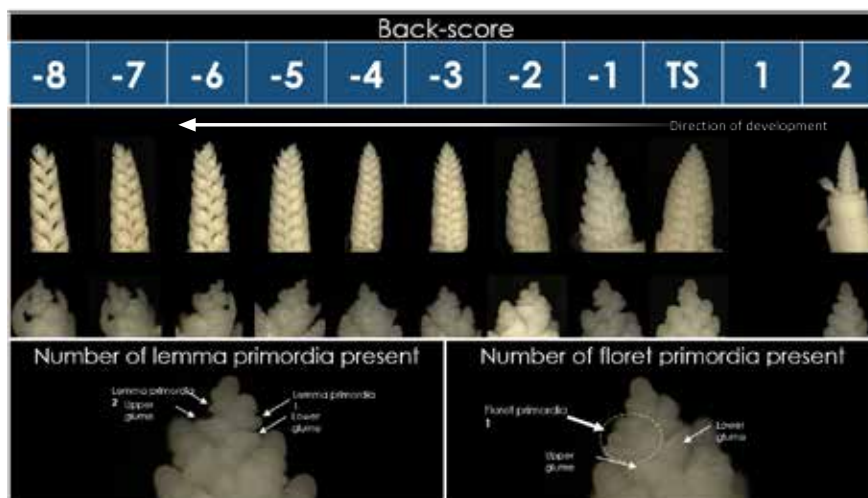 Back-score
-8 -7 -6 -5 -4 -3 -2 -1 TS 1 2
Direction of development
Number of lemma primordia present
Lemma primordia
2
Upper
glume
Lemma primordia
1
Lower
glume
Number of floret primordia present
Floret primordia
1
Lower
glume
Upper
glume